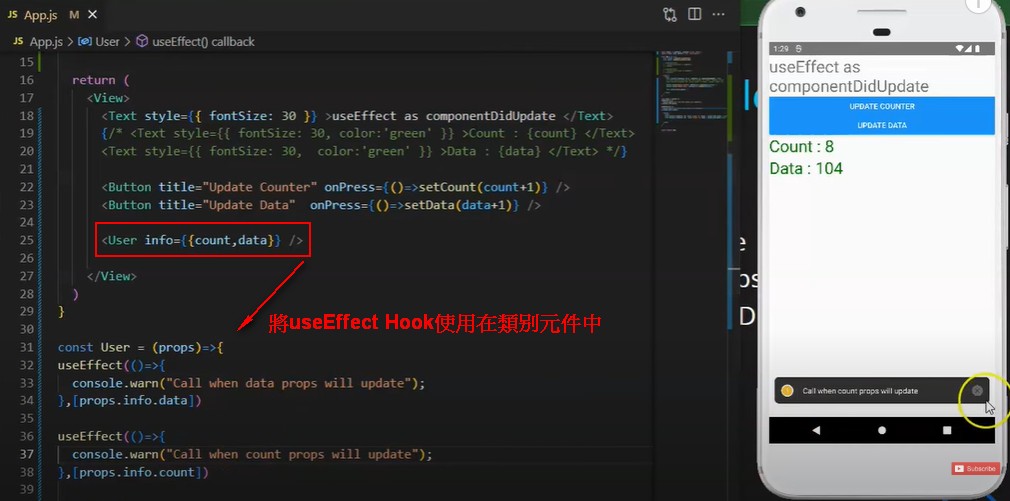 JS App.js M ×
JS App.js > User > useEffect() callback
15
16 return (
17 <View>
18 <Text style={{ fontSize: 30 }} >useEffect as componentDidUpdate </Text>
19 {/* <Text style={{ fontSize: 30, color:'green' }} >Count : {count} </Text>
20 <Text style={{ fontSize: 30,  color:'green' }} >Data : {data} </Text> */}
21
22 <Button title="Update Counter" onPress={()=>setCount(count+1)} />
23 <Button title="Update Data"  onPress={()=>setData(data+1)} />
24
25 <User info={{count,data}} />
26
27 </View>
28 )
29 }
30
將useEffect Hook使用在類別元件中
31 const User = (props)=>{
32 useEffect(()=>{
33 console.warn("Call when data props will update");
34 },[props.info.data])
35
36 useEffect(()=>{
37 console.warn("Call when count props will update");
38 },[props.info.count])
39
1:29
useEffect as
componentDidUpdate
UPDATE COUNTER
UPDATE DATA
Count : 8
Data : 104
Call when count props will update
Subscribe